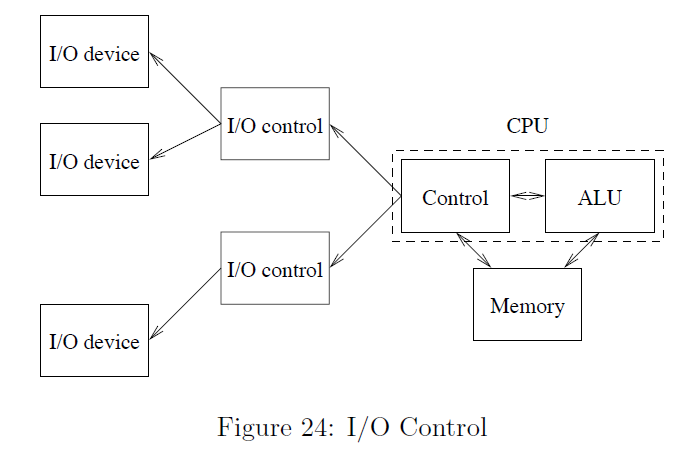 I/O device
I/O device
I/O control
CPU
Control
ALU
I/O control
Memory
I/O device
Figure 24: I/O Control